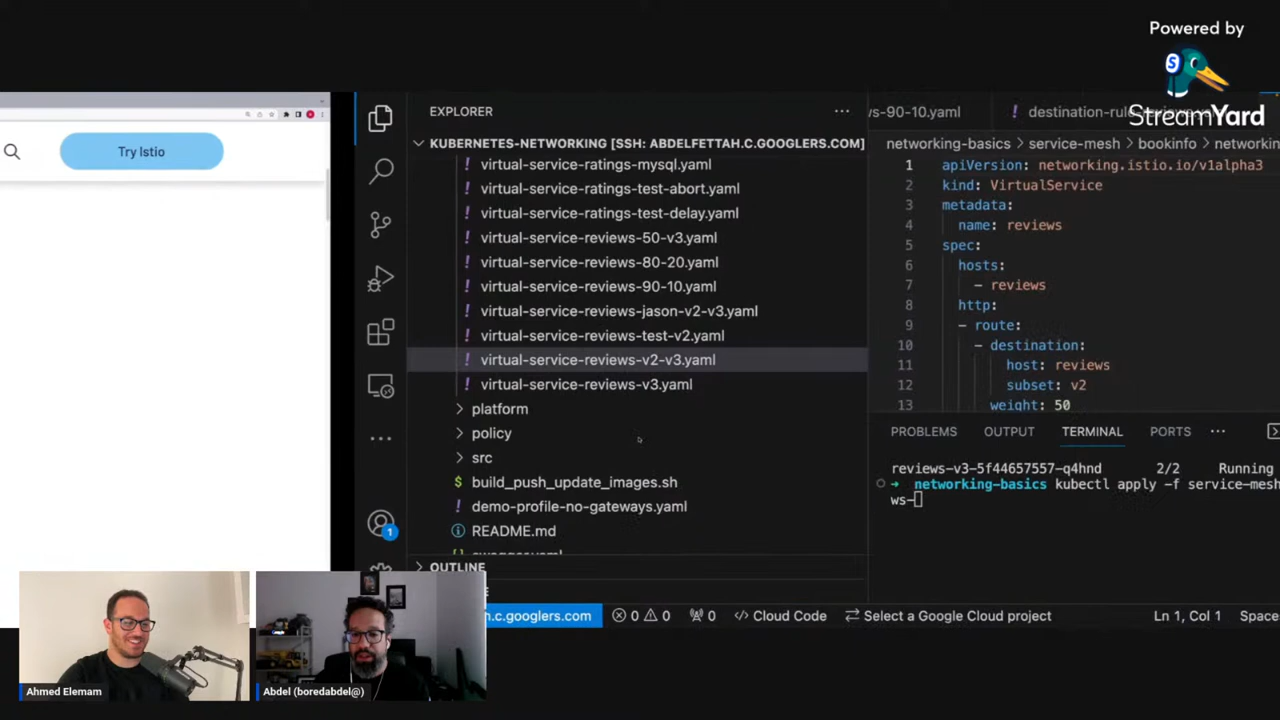 Powered by
StreamYard
Try Istio
EXPLORER
KUBERNETES-NETWORKING [SSH: ABDELFETTAH.C.GOOGLERS.COM]
virtual-service-ratings-mysql.yaml
virtual-service-ratings-test-abort.yaml
virtual-service-ratings-test-delay.yaml
virtual-service-reviews-50-v3.yaml
virtual-service-reviews-80-20.yaml
virtual-service-reviews-90-10.yaml
virtual-service-reviews-jason-v2-v3.yaml
virtual-service-reviews-test-v2.yaml
virtual-service-reviews-v2-v3.yaml
virtual-service-reviews-v3.yaml
platform
policy
src
build_push_update_images.sh
demo-profile-no-gateways.yaml
README.md
OUTLINE
ws-90-10.yaml
networking-basics > service-mesh > bookinfo > networkin
1 apiVersion: networking.istio.io/v1alpha3
2 kind: VirtualService
3 metadata:
4 name: reviews
5 spec:
6 hosts:
7 - reviews
8 http:
9 - route:
10 - destination:
11 host: reviews
12 subset: v2
13 weight: 50
PROBLEMS OUTPUT TERMINAL PORTS
reviews-v3-5f44657557-q4hnd 2/2 Running
networking-basics kubectl apply -f service-mesh
ws-
1
h.c.googlers.com 0 0 0 Cloud Code Select a Google Cloud project Ln 1, Col 1 Space
Ahmed Elemam
Abdel (boredabdel@)